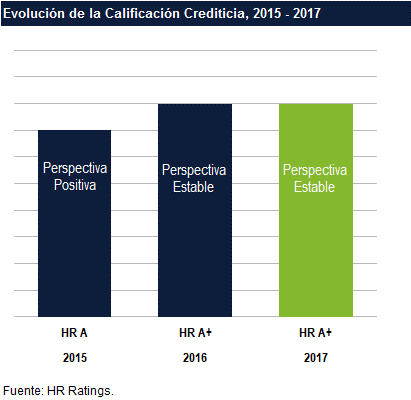 Evolución de la Calificación Crediticia, 2015 - 2017
Perspectiva
Positiva
Perspectiva
Estable
Perspectiva
Estable
HR A
HR A+
HR A+
2015
2016
2017
Fuente: HR Ratings.